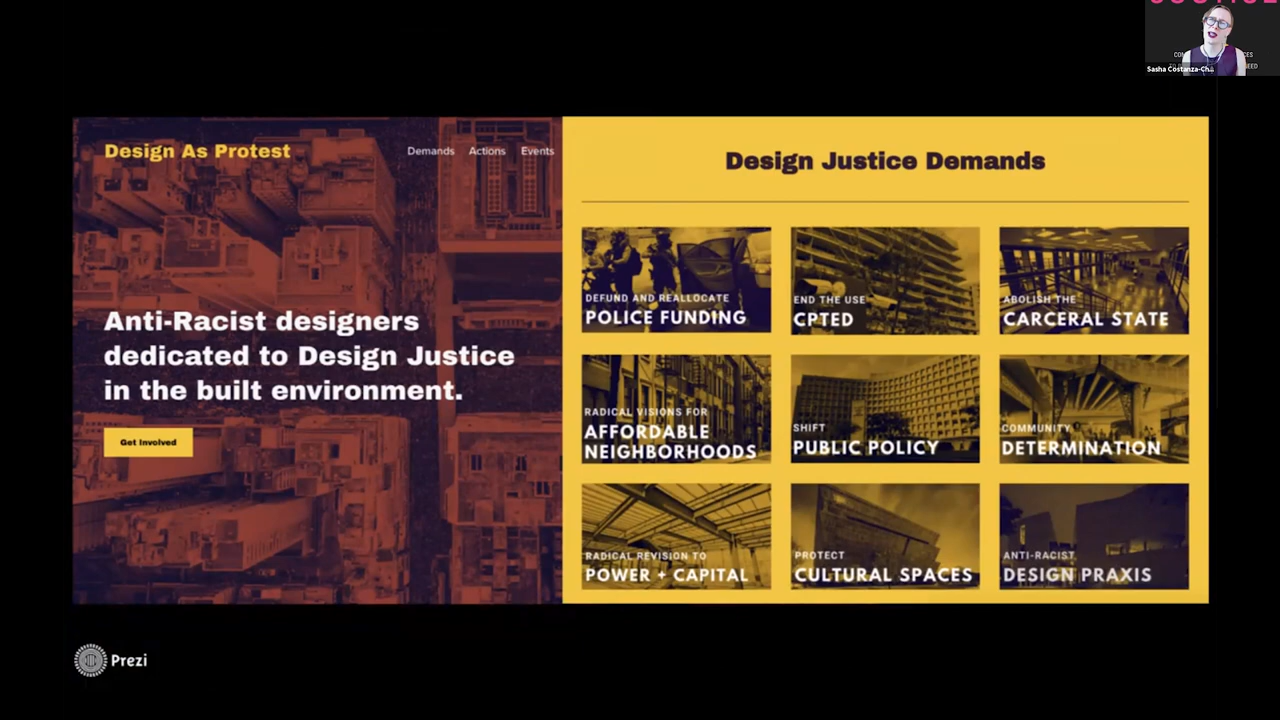 Design As Protest
Demands Actions Events
Anti-Racist designers
dedicated to Design Justice
in the built environment.
Get Involved
Design Justice Demands
DEFUND AND REALLOCATE
POLICE FUNDING
END THE USE
CPTED
ABOLISH THE
CARCERAL STATE
RADICAL VISIONS FOR
AFFORDABLE
NEIGHBORHOODS
SHIFT
PUBLIC POLICY
COMMUNITY
DETERMINATION
RADICAL REVISION TO
POWER + CAPITAL
PROTECT
CULTURAL SPACES
ANTI-RACIST
DESIGN PRAXIS
Prezi
Sasha Costanza-Ch...